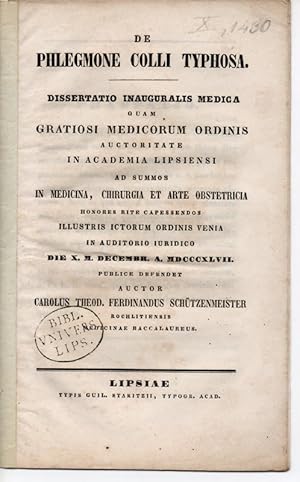 X, 1430
DE
PHLEGMONE COLLI TYPHOSA.
DISSERTATIO INAUGURALIS MEDICA
QUAM
GRATIOSI MEDICORUM ORDINIS
AUCTORITATE
IN ACADEMIA LIPSIENSI
AD SUMMOS
IN MEDICINA, CHIRURGIA ET ARTE OBSTETRICIA
HONORES RITE CAPESSENDOS
ILLUSTRIS ICTORUM ORDINIS VENIA
IN AUDITORIO IURIDICO
DIE X. M. DECEMBR. A. MDCCCXLVII.
PUBLICE DEFENDET
AUCTOR
CAROLUS THEOD. FERDINANDUS SCHÜTZENMEISTER
ROCHLITIENSIS
MEDICINAE BACCALAUREUS.
BIBL.
VNIVERS.
LIPS.
LIPSIAE
TYPIS GUIL. STARITZII, TYPOGR. ACAD.